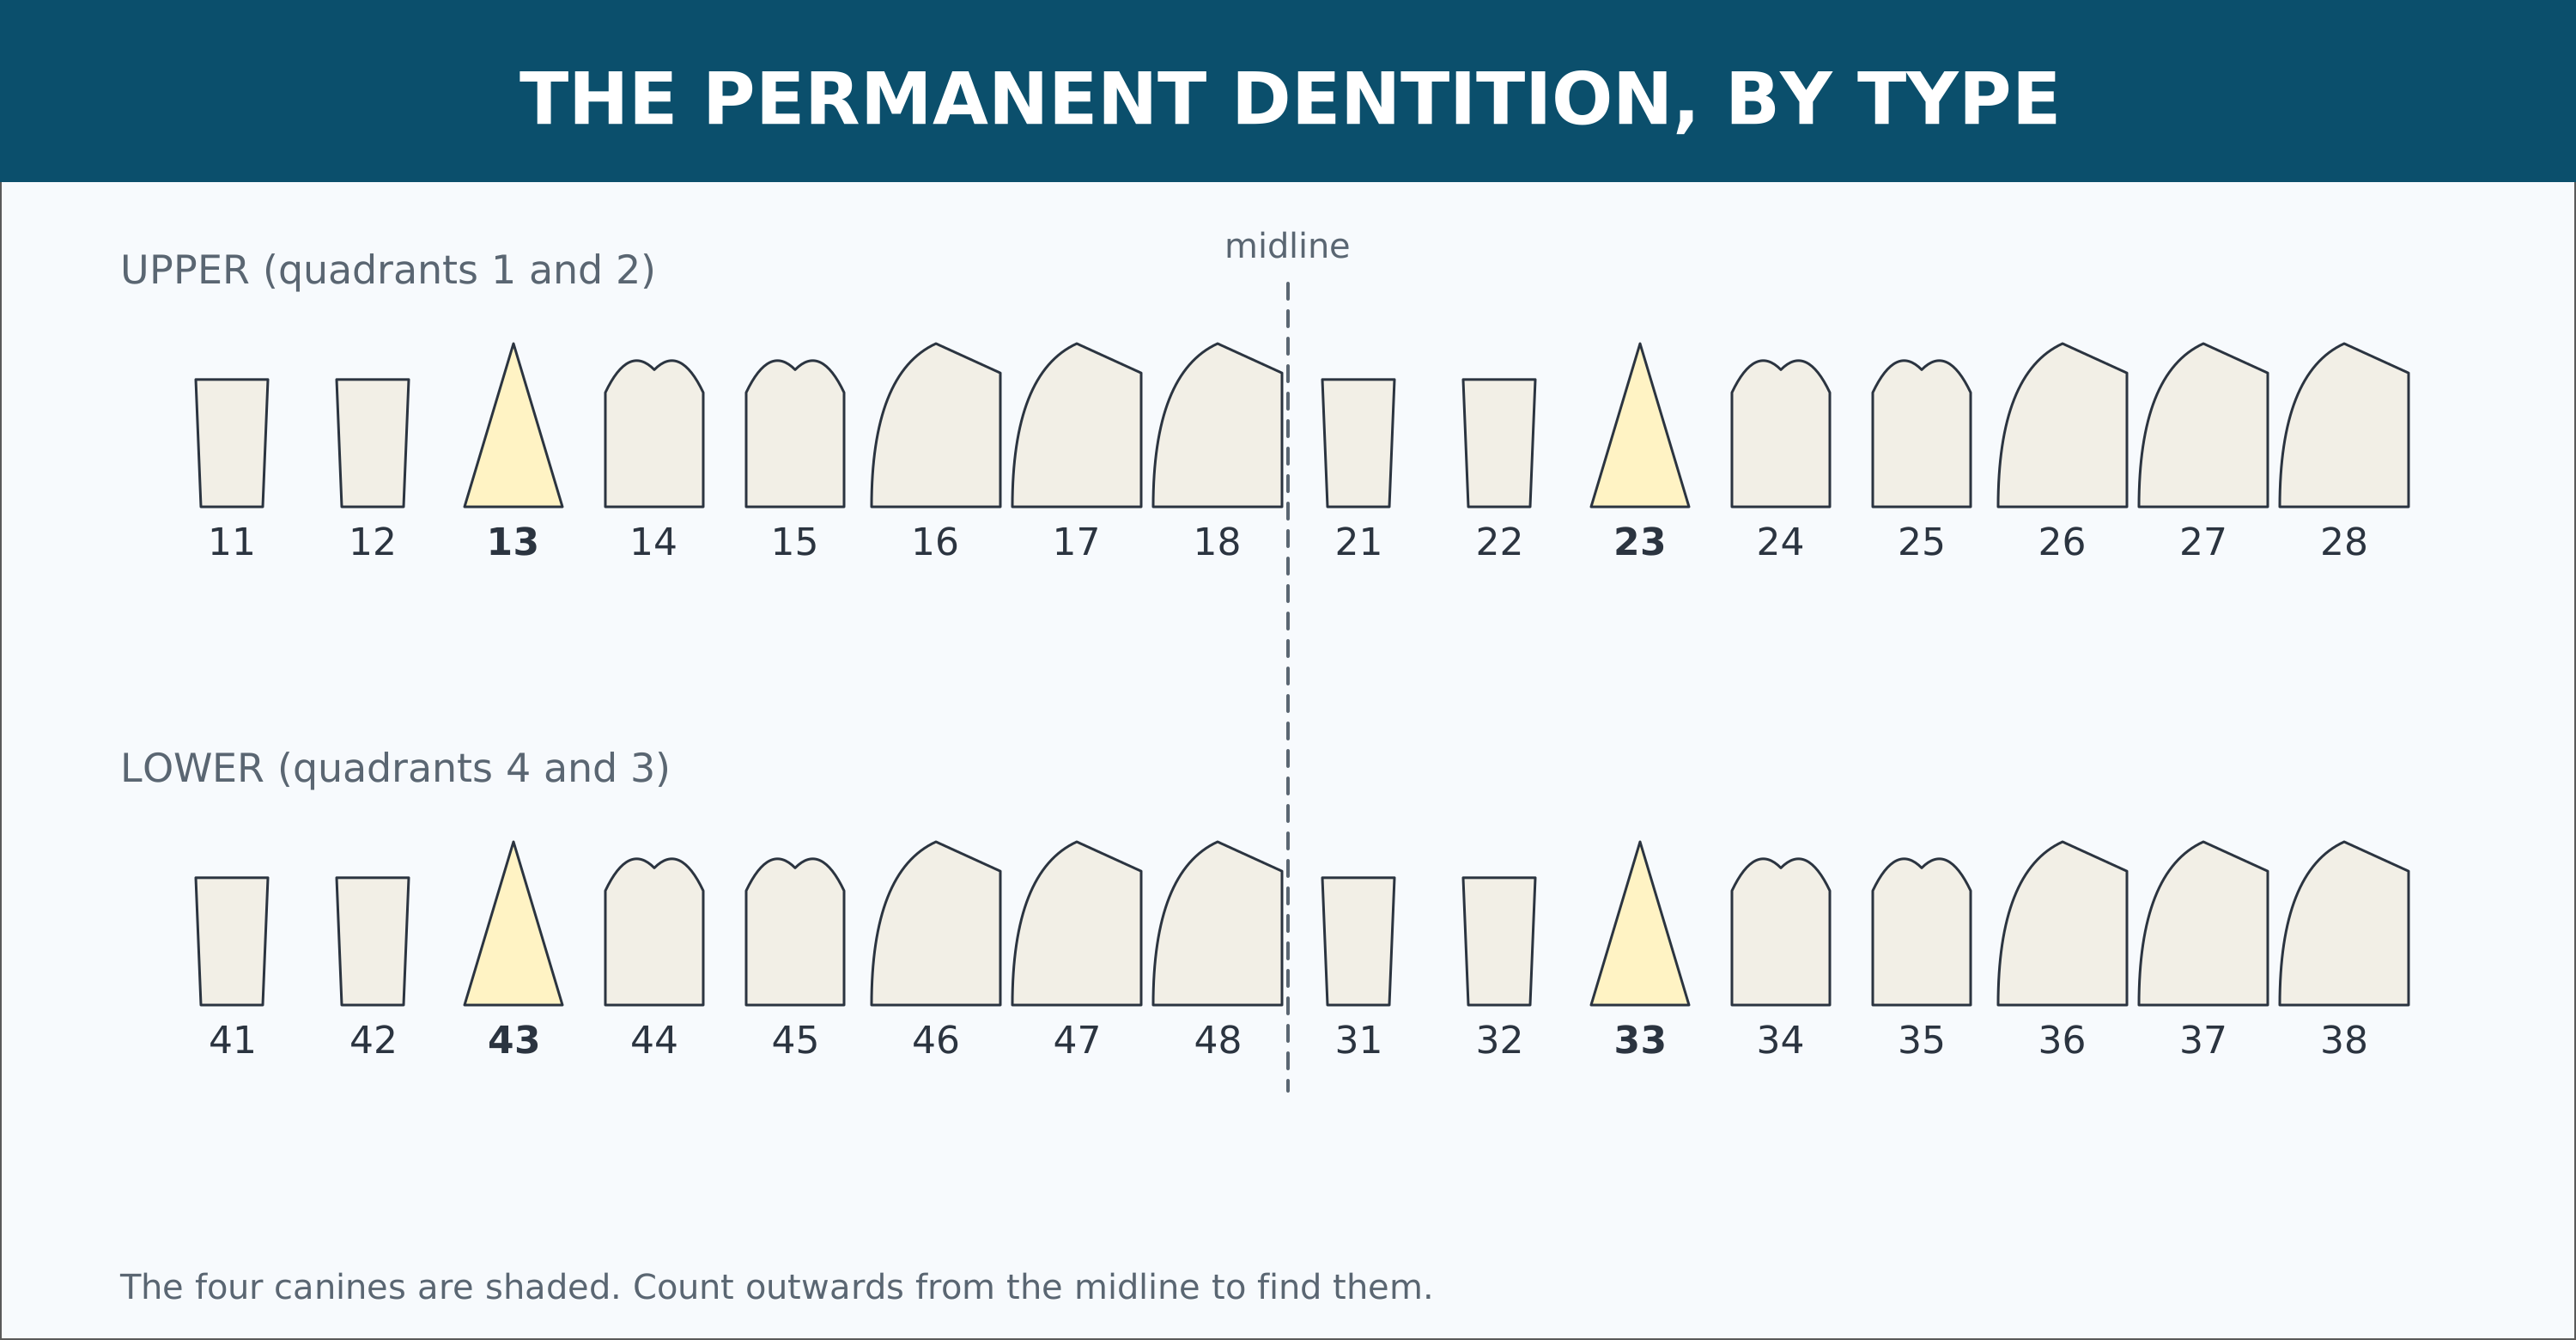 THE PERMANENT DENTITION, BY TYPE
midline
UPPER (quadrants 1 and 2)
11 12 13 14 15 16 17 18 21 22 23 24 25 26 27 28
LOWER (quadrants 4 and 3)
41 42 43 44 45 46 47 48 31 32 33 34 35 36 37 38
The four canines are shaded. Count outwards from the midline to find them.